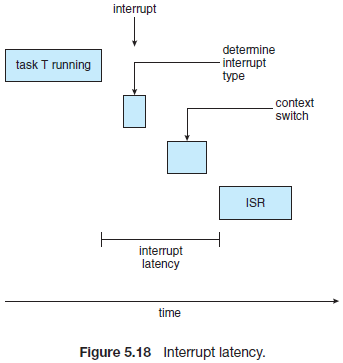 interrupt
task T running
determine
interrupt
type
context
switch
ISR
interrupt
latency
time
Figure 5.18 Interrupt latency.